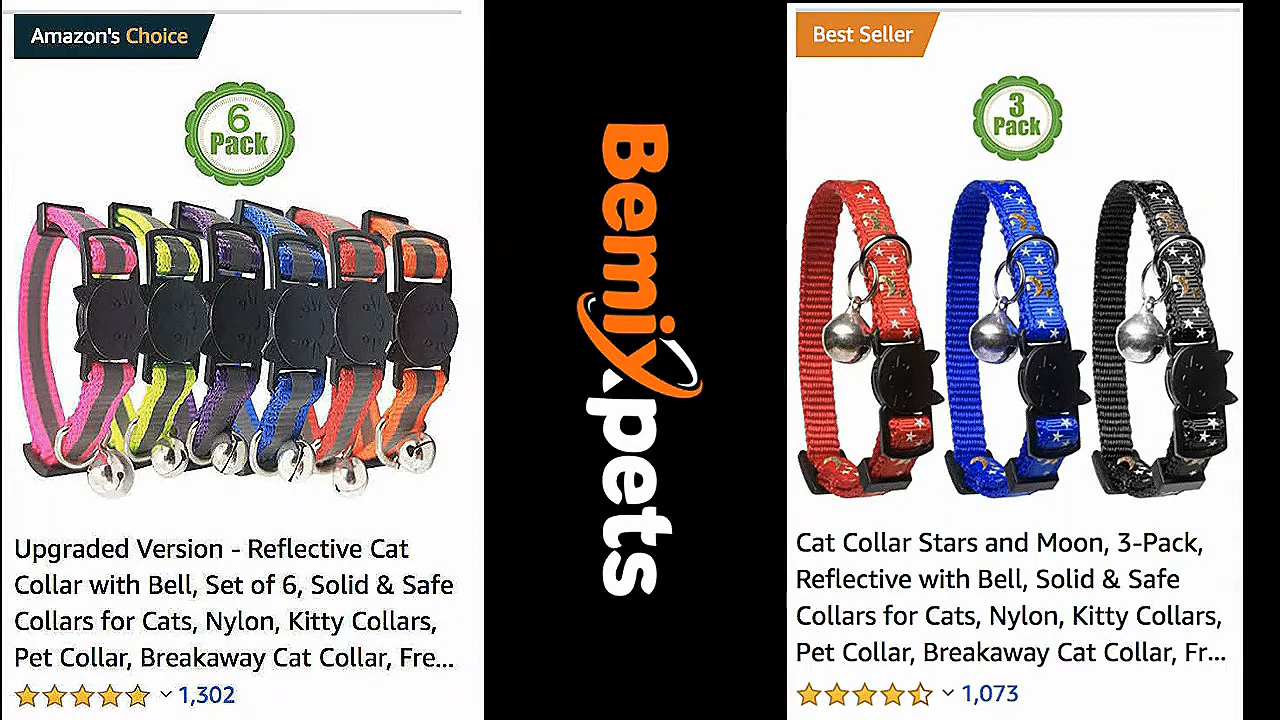 Amazon's Choice
6
Pack
Upgraded Version - Reflective Cat
Collar with Bell, Set of 6, Solid & Safe
Collars for Cats, Nylon, Kitty Collars,
Pet Collar, Breakaway Cat Collar, Fre...
1,302
Bemixpets
Best Seller
3
Pack
Cat Collar Stars and Moon, 3-Pack,
Reflective with Bell, Solid & Safe
Collars for Cats, Nylon, Kitty Collars,
Pet Collar, Breakaway Cat Collar, Fr...
1,073